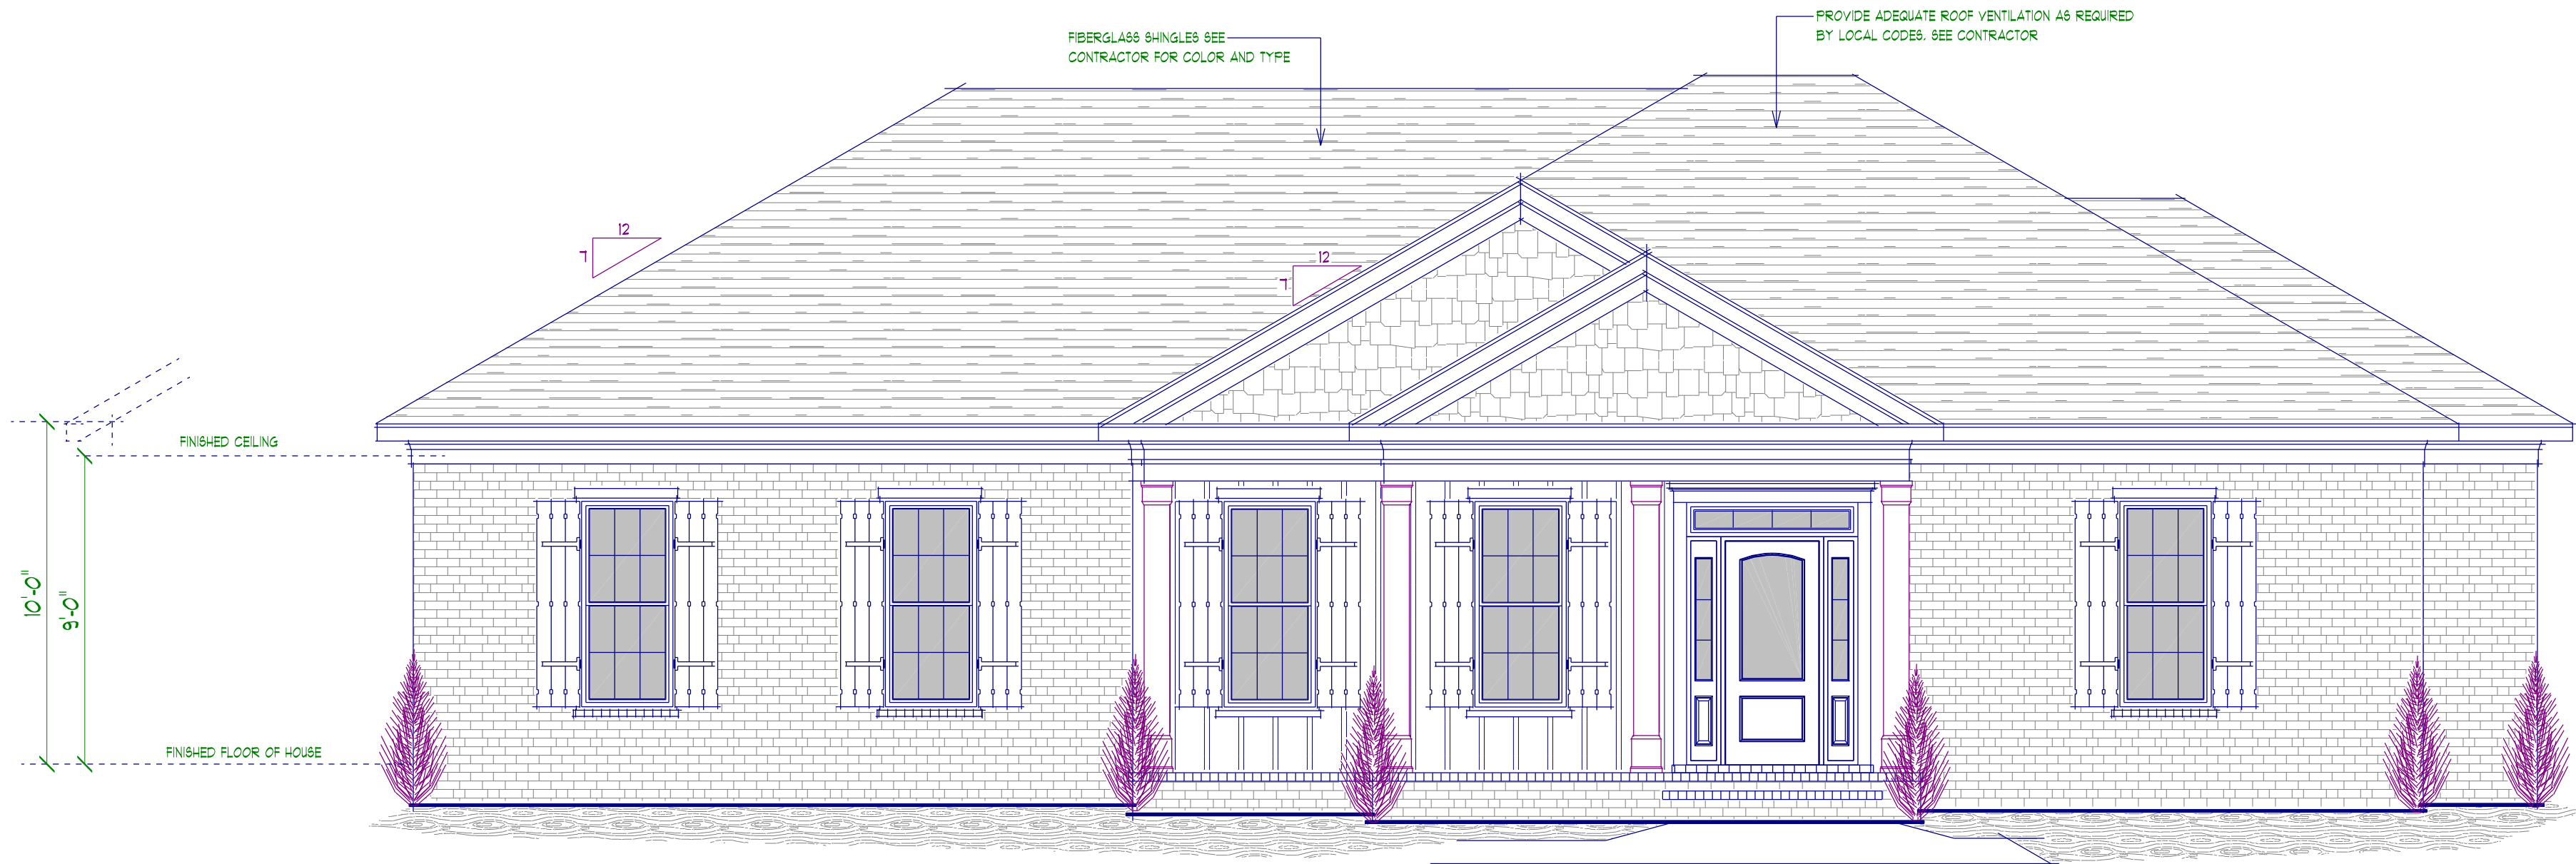 PROVIDE ADEQUATE ROOF VENTILATION AS REQUIRED
BY LOCAL CODES. SEE CONTRACTOR
FIBERGLASS SHINGLES SEE
CONTRACTOR FOR COLOR AND TYPE
12
7
12
7
FINISHED CEILING
10'-0"
9'-0"
FINISHED FLOOR OF HOUSE